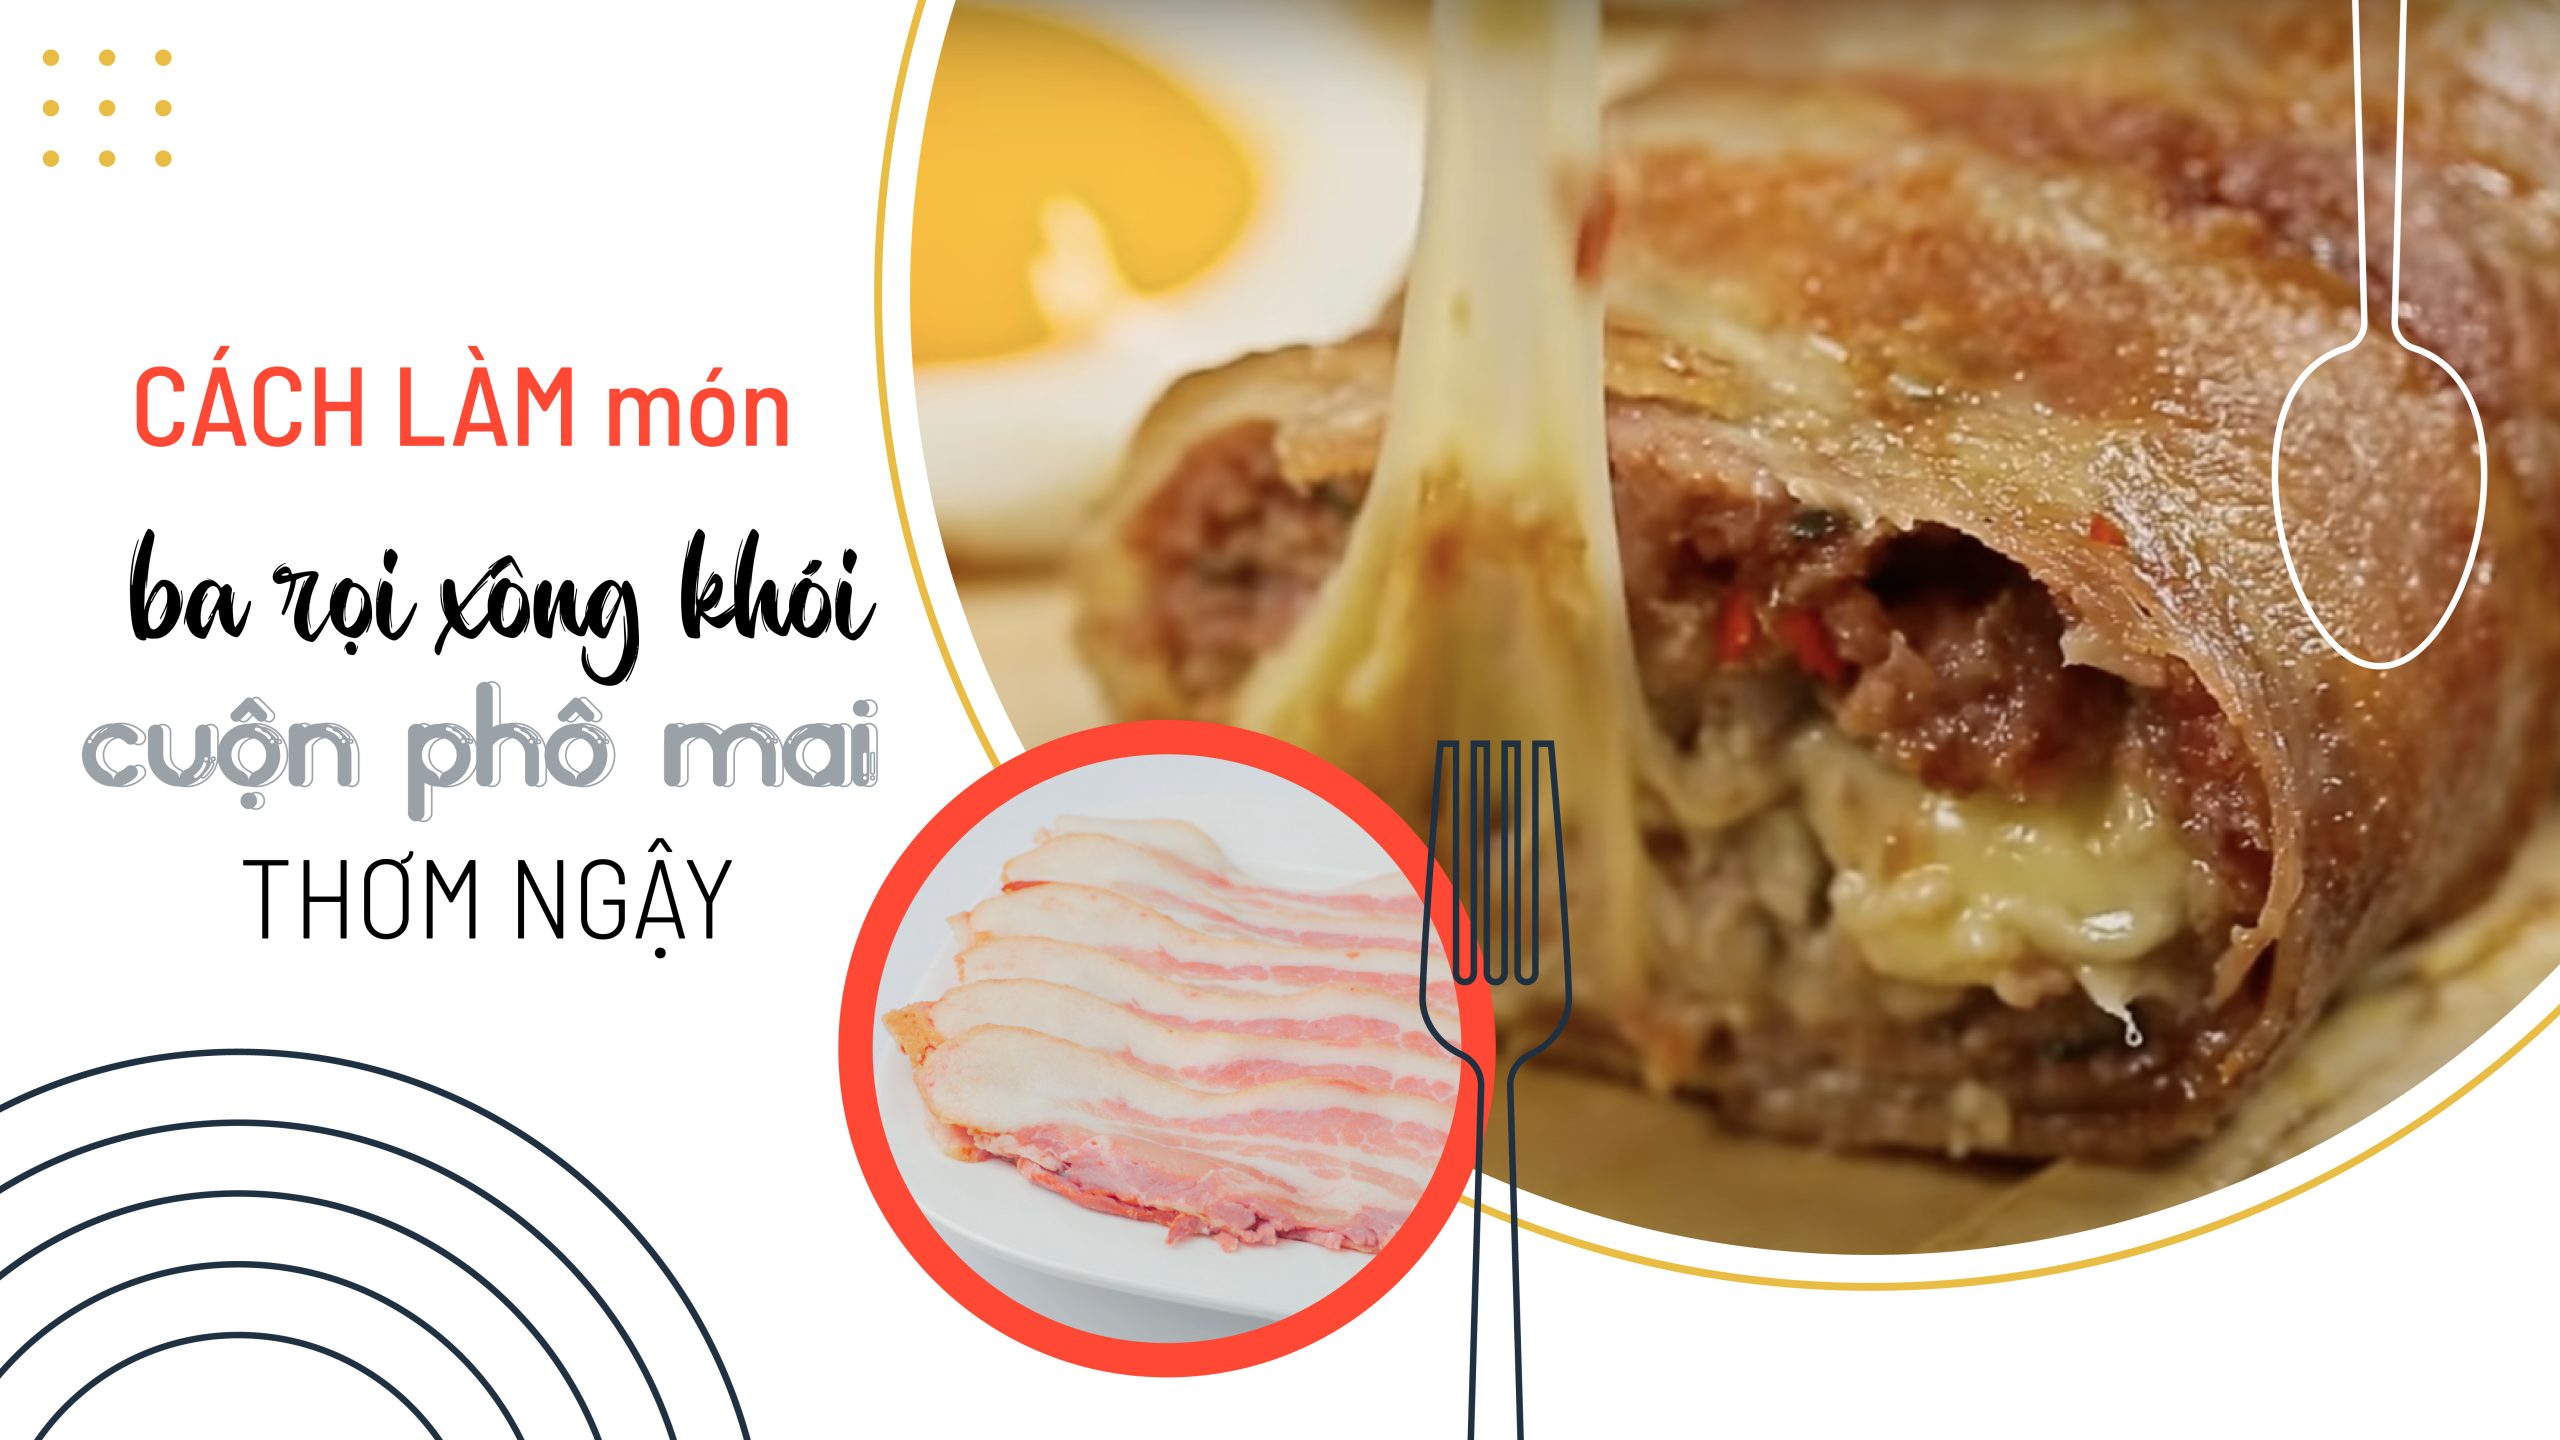 CÁCH LÀM món
ba rọi xông khói
cuộn phô mai
THƠM NGẬY